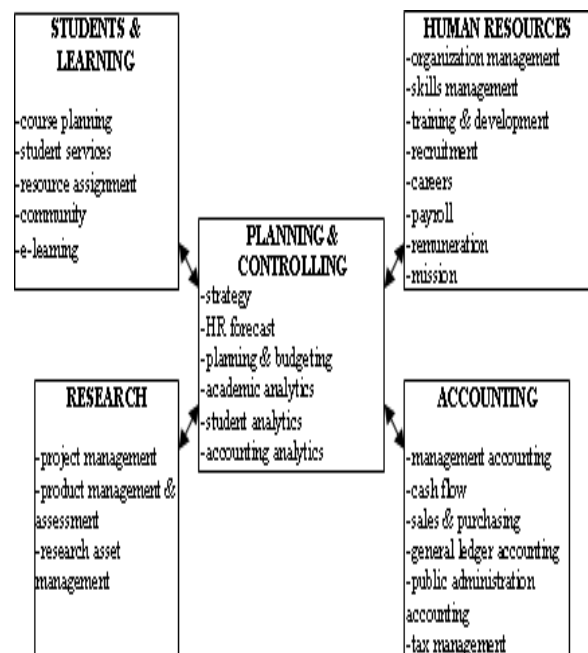 STUDENTS &
LEARNING
-course planning
-student services
-resource assignment
-community
-e-learning
HUMAN RESOURCES
-organization management
-skills management
-training & development
-recruitment
-careers
-payroll
-remuneration
-mission
PLANNING &
CONTROLLING
-strategy
-HR forecast
-planning & budgeting
-academic analytics
-student analytics
-accounting analytics
RESEARCH
-project management
-product management &
assessment
-research asset
management
ACCOUNTING
-management accounting
-cash flow
-sales & purchasing
-general ledger accounting
-public administration
accounting
-tax management